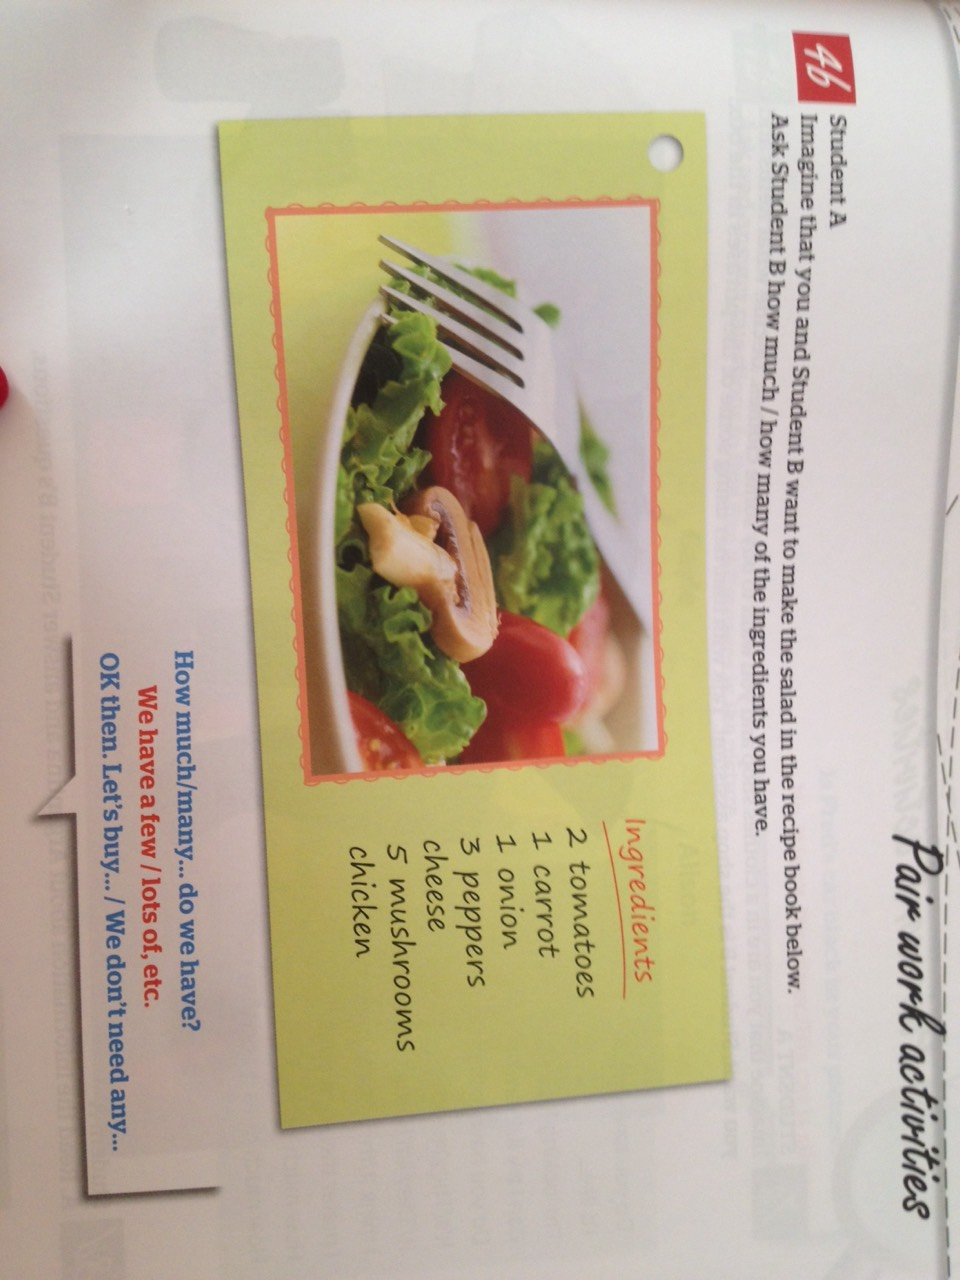 Pair work activities
4b
Student A
Imagine that you and Student B want to make the salad in the recipe book below.
Ask Student B how much / how many of the ingredients you have.
Ingredients
2 tomatoes
1 carrot
1 onion
3 peppers
cheese
5 mushrooms
chicken
How much/many... do we have?
We have a few / lots of, etc.
OK then. Let's buy... / We don't need any...